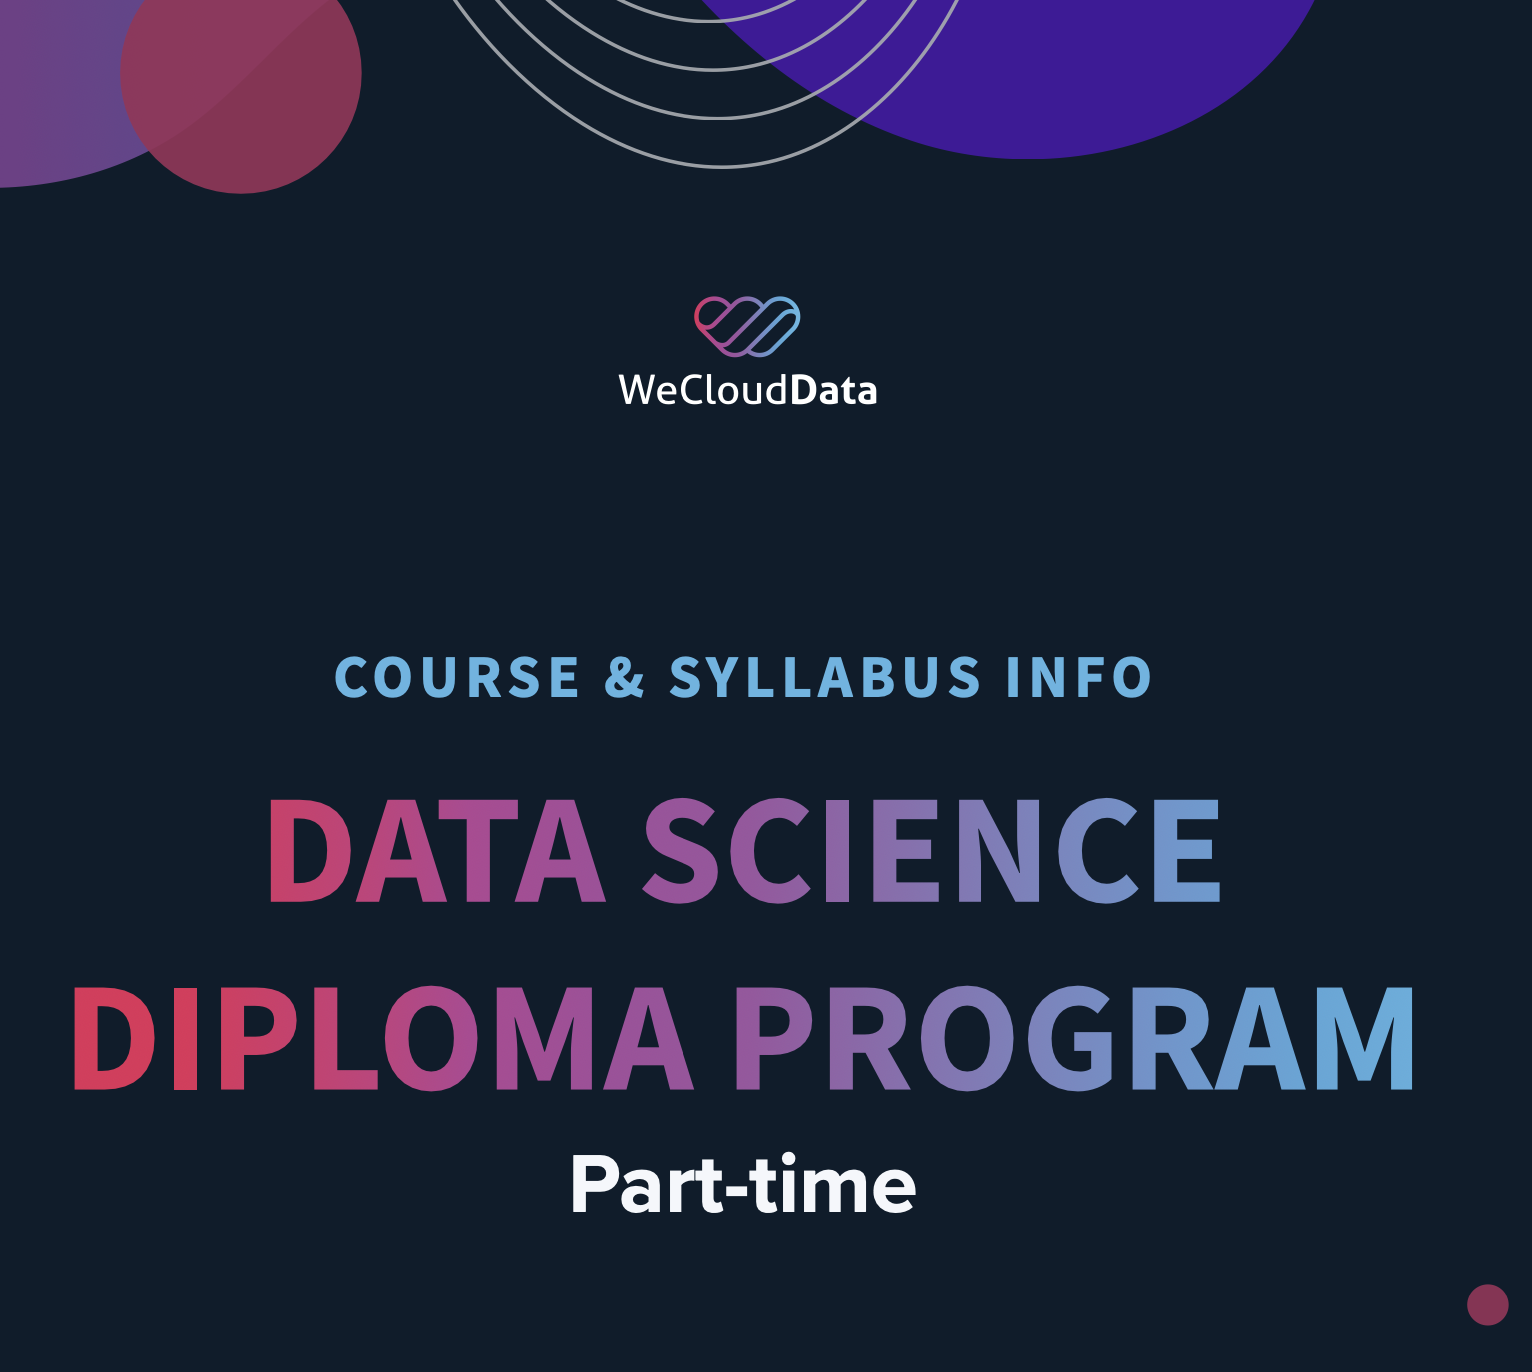 WeCloudData
COURSE & SYLLABUS INFO
DATA SCIENCE
DIPLOMA PROGRAM
Part-time